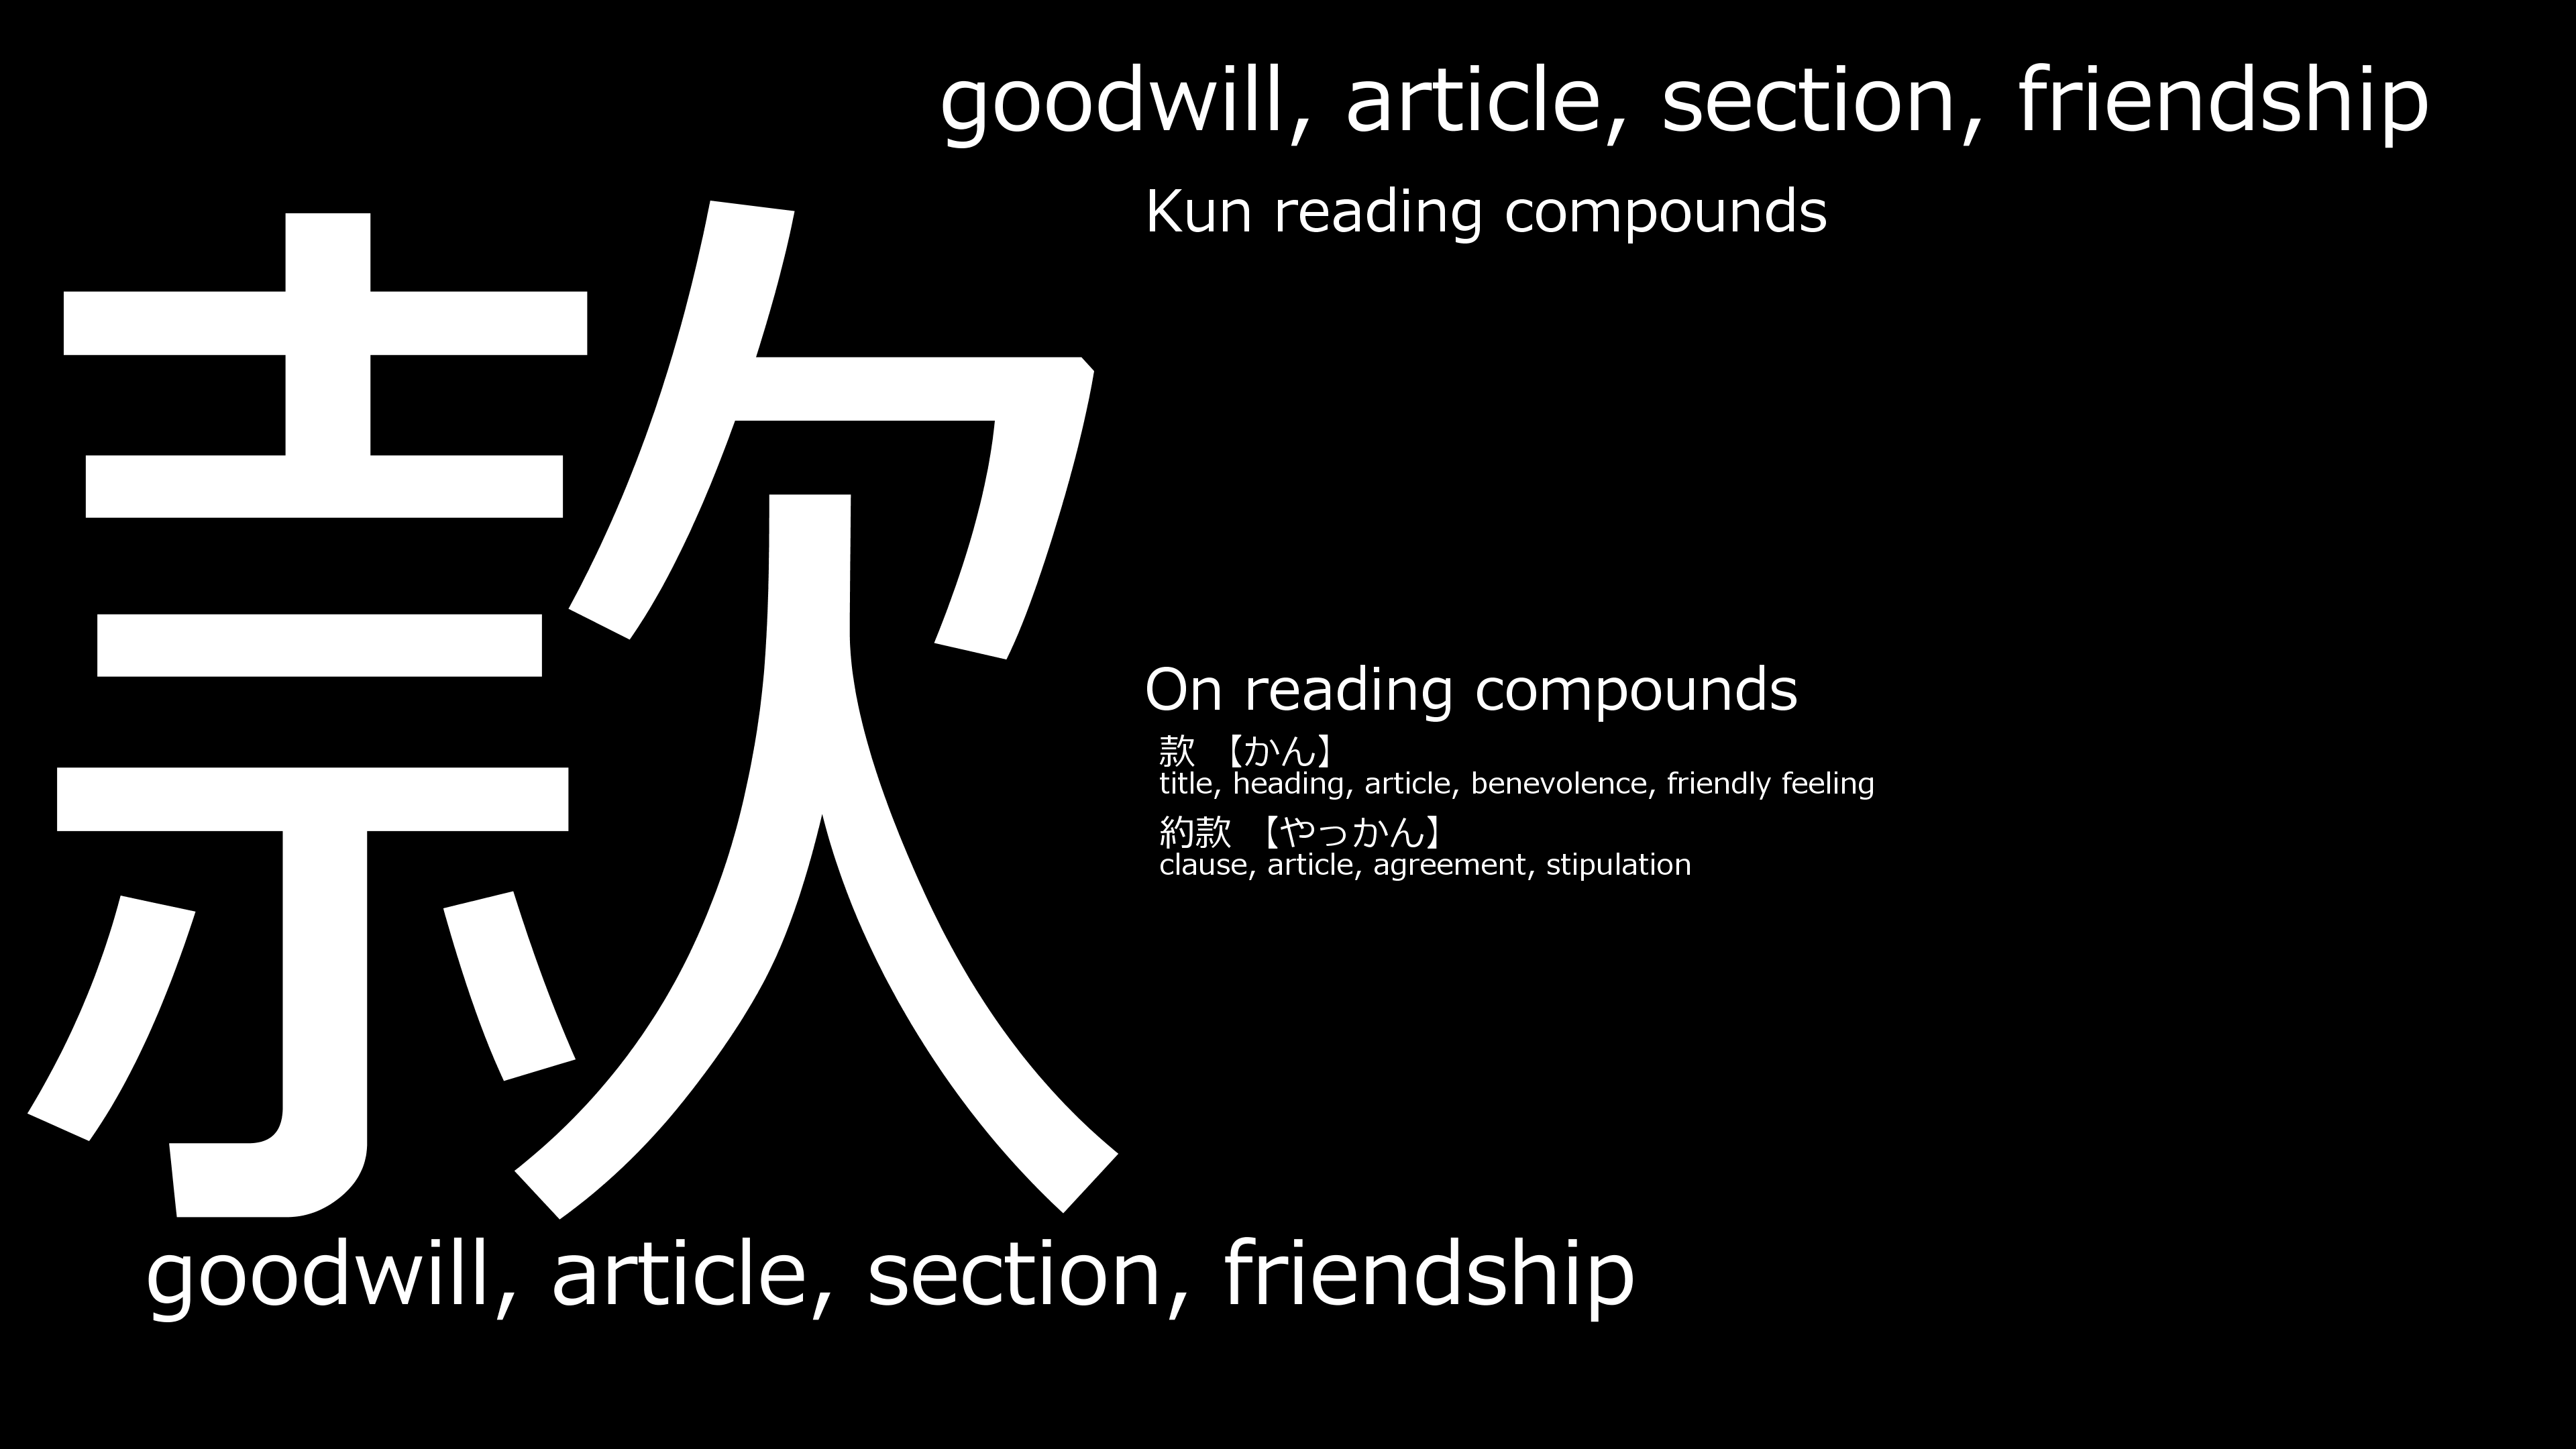 goodwill, article, section, friendship
Kun reading compounds
款
On reading compounds
款 【かん】
title, heading, article, benevolence, friendly feeling
約款 【やっかん】
clause, article, agreement, stipulation
goodwill, article, section, friendship